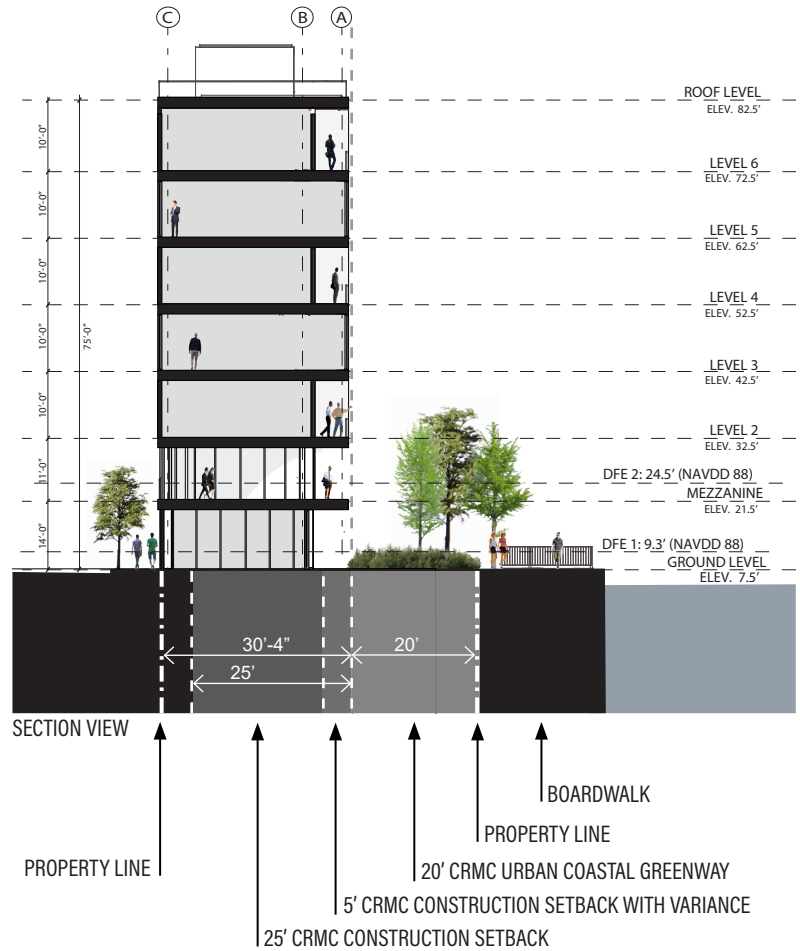 C
B
A
ROOF LEVEL
ELEV. 82.5'
10'-0"
LEVEL 6
ELEV. 72.5'
10'-0"
LEVEL 5
ELEV. 62.5'
10'-0"
LEVEL 4
ELEV. 52.5'
10'-0"
75'-0"
LEVEL 3
ELEV. 42.5'
10'-0"
LEVEL 2
ELEV. 32.5'
11'-0"
DFE 2: 24.5' (NAVDD 88)
MEZZANINE
ELEV. 21.5'
14'-0"
DFE 1: 9.3' (NAVDD 88)
GROUND LEVEL
ELEV. 7.5'
30'-4"
20'
25'
SECTION VIEW
BOARDWALK
PROPERTY LINE
PROPERTY LINE
20' CRMC URBAN COASTAL GREENWAY
5' CRMC CONSTRUCTION SETBACK WITH VARIANCE
25' CRMC CONSTRUCTION SETBACK